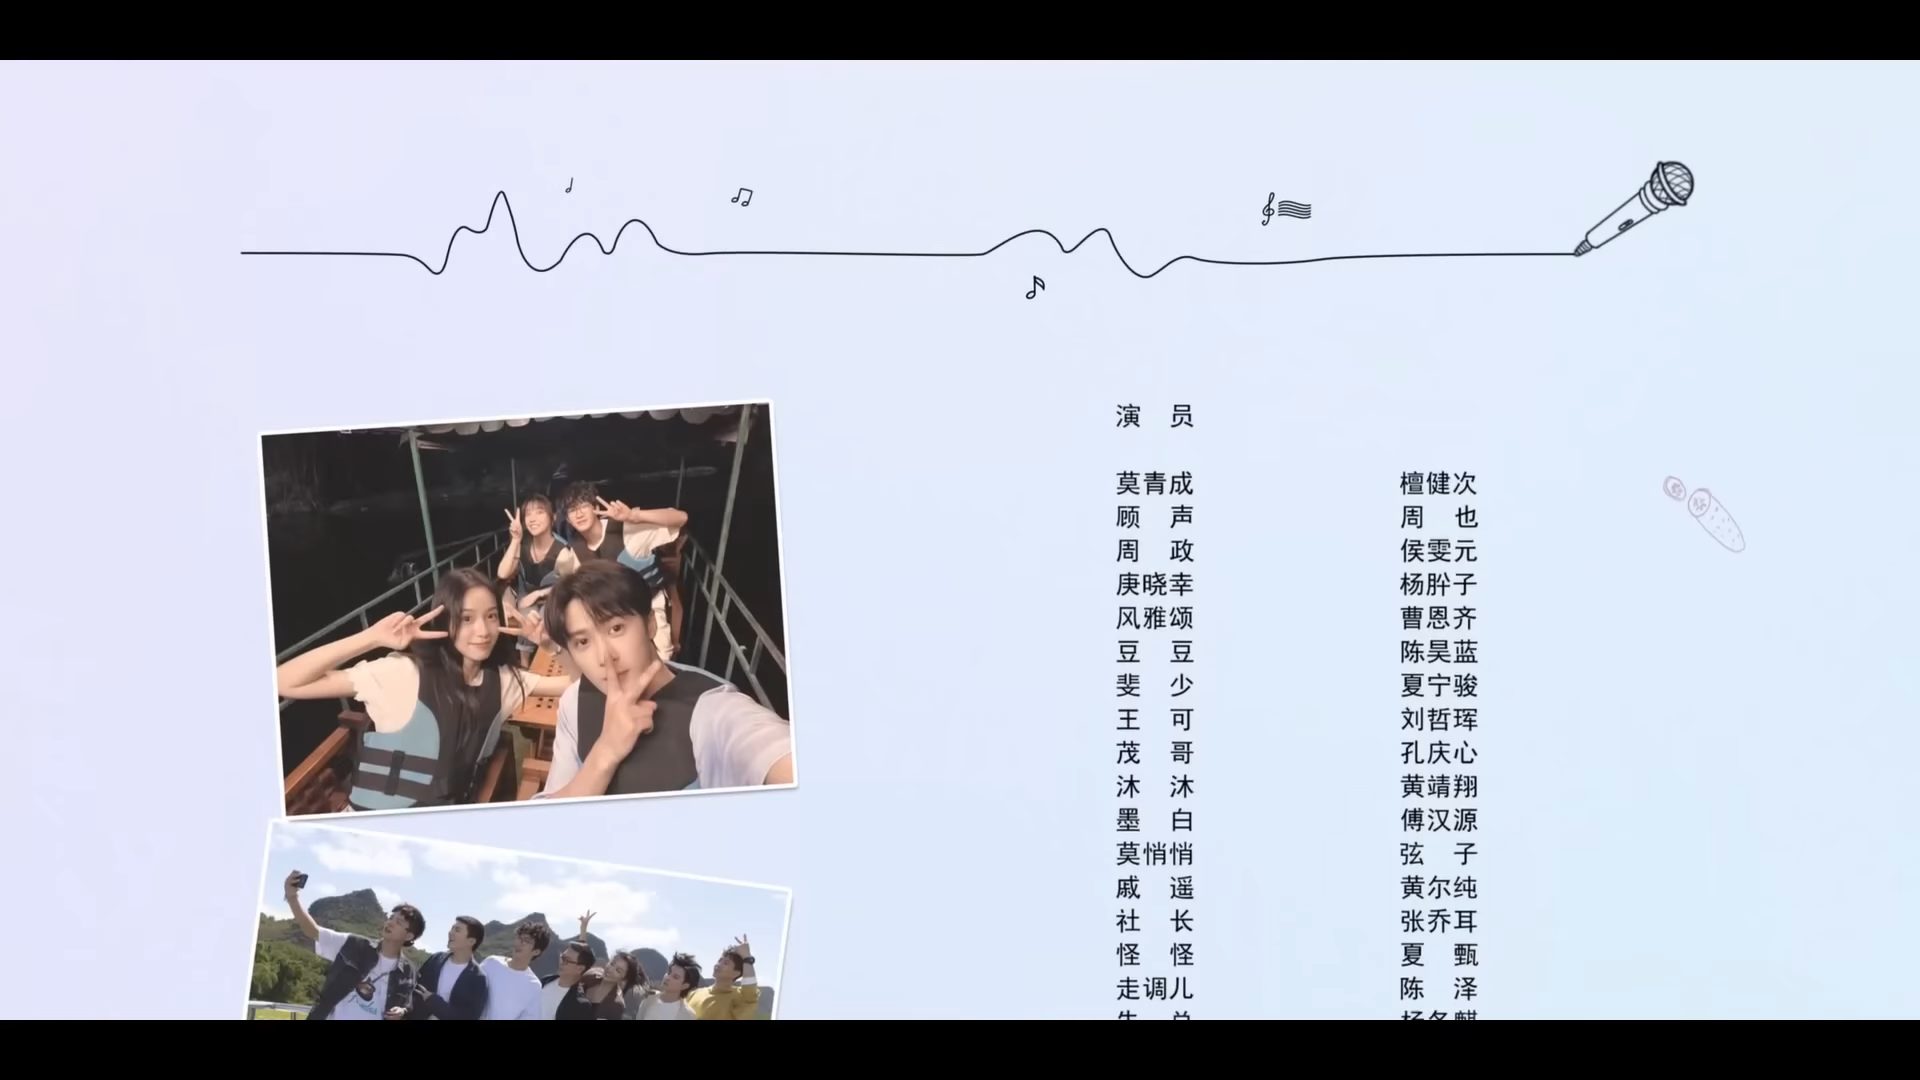 演 员
莫青成 檀健次
顾 声 周 也
周 政 侯雯元
庚晓幸 杨肸子
风雅颂 曹恩齐
豆 豆 陈昊蓝
斐 少 夏宁骏
王 可 刘哲珲
茂 哥 孔庆心
沐 沐 黄靖翔
墨 白 傅汉源
莫悄悄 弦 子
戚 遥 黄尔纯
社 长 张乔耳
怪 怪 夏 甄
走调儿 陈 泽